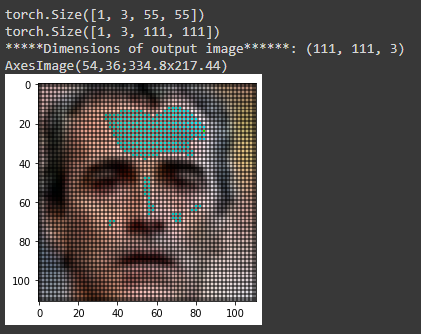 torch.Size([1, 3, 55, 55])
torch.Size([1, 3, 111, 111])
*****Dimensions of output image******: (111, 111, 3)
AxesImage(54,36;334.8x217.44)
0
20
40
60
80
100
0 20 40 60 80 100